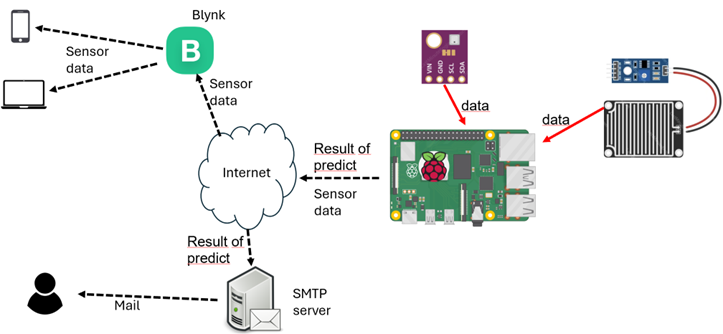 Blynk
B
Sensor
data
Sensor
data
VIN
GND
SCL
SDA
data
data
Internet
Result of
predict
Sensor
data
Result of
predict
SMTP
server
Mail